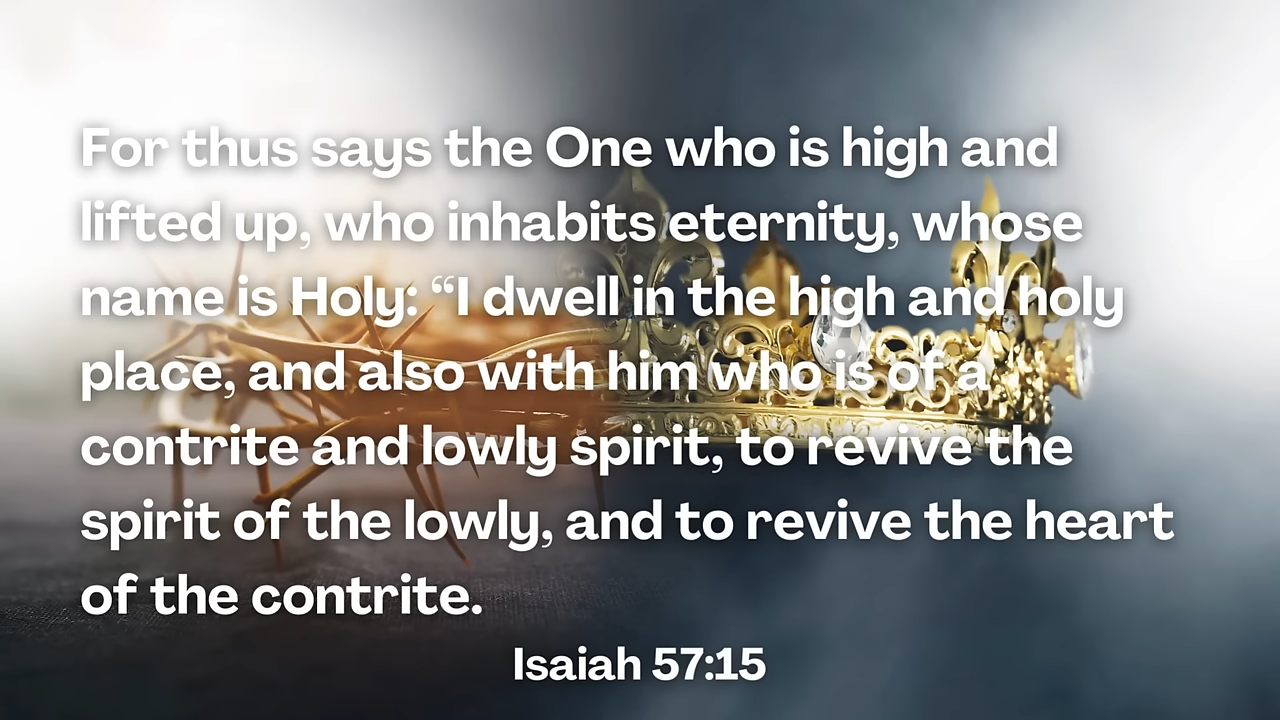 For thus says the One who is high and
lifted up, who inhabits eternity, whose
name is Holy: “I dwell in the high and holy
place, and also with him who is of a
contrite and lowly spirit, to revive the
spirit of the lowly, and to revive the heart
of the contrite.
Isaiah 57:15